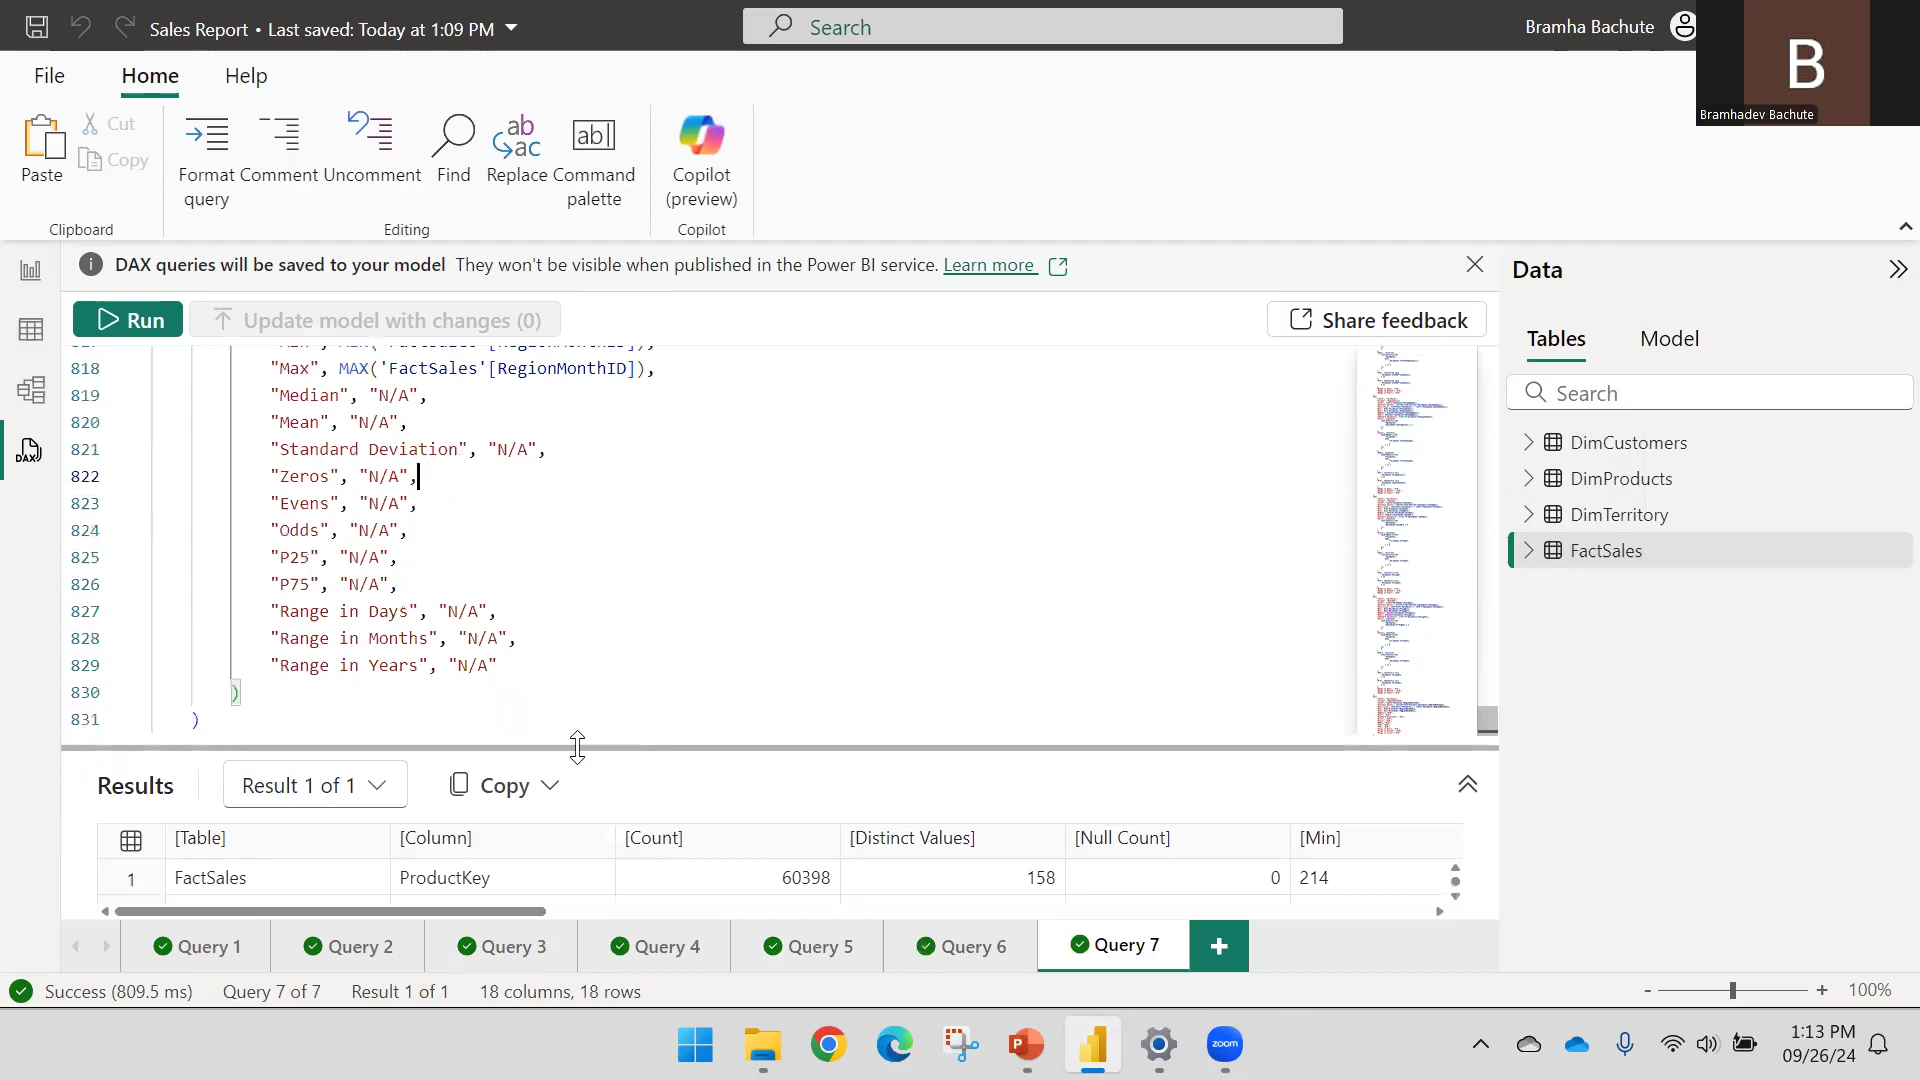 Sales Report • Last saved: Today at 1:09 PM
Search
Bramha Bachute
B
Bramhadev Bachute
File
Home
Help
Paste
Cut
Copy
Format query
Comment
Uncomment
Find
Replace
Command palette
Copilot (preview)
Clipboard
Editing
Copilot
DAX queries will be saved to your model They won't be visible when published in the Power BI service. Learn more
Run
Update model with changes (0)
Share feedback
818 "Max", MAX('FactSales'[RegionMonthID]),
819 "Median", "N/A",
820 "Mean", "N/A",
821 "Standard Deviation", "N/A",
822 "Zeros", "N/A",
823 "Evens", "N/A",
824 "Odds", "N/A",
825 "P25", "N/A",
826 "P75", "N/A",
827 "Range in Days", "N/A",
828 "Range in Months", "N/A",
829 "Range in Years", "N/A"
830 )
831 )
Results
Result 1 of 1
Copy
[Table] [Column] [Count] [Distinct Values] [Null Count] [Min]
1 FactSales ProductKey 60398 158 0 214
Query 1
Query 2
Query 3
Query 4
Query 5
Query 6
Query 7
+
Success (809.5 ms) Query 7 of 7 Result 1 of 1 18 columns, 18 rows
- + 100%
Data
Tables
Model
Search
DimCustomers
DimProducts
DimTerritory
FactSales
DAX
P
zoom
1:13 PM
09/26/24